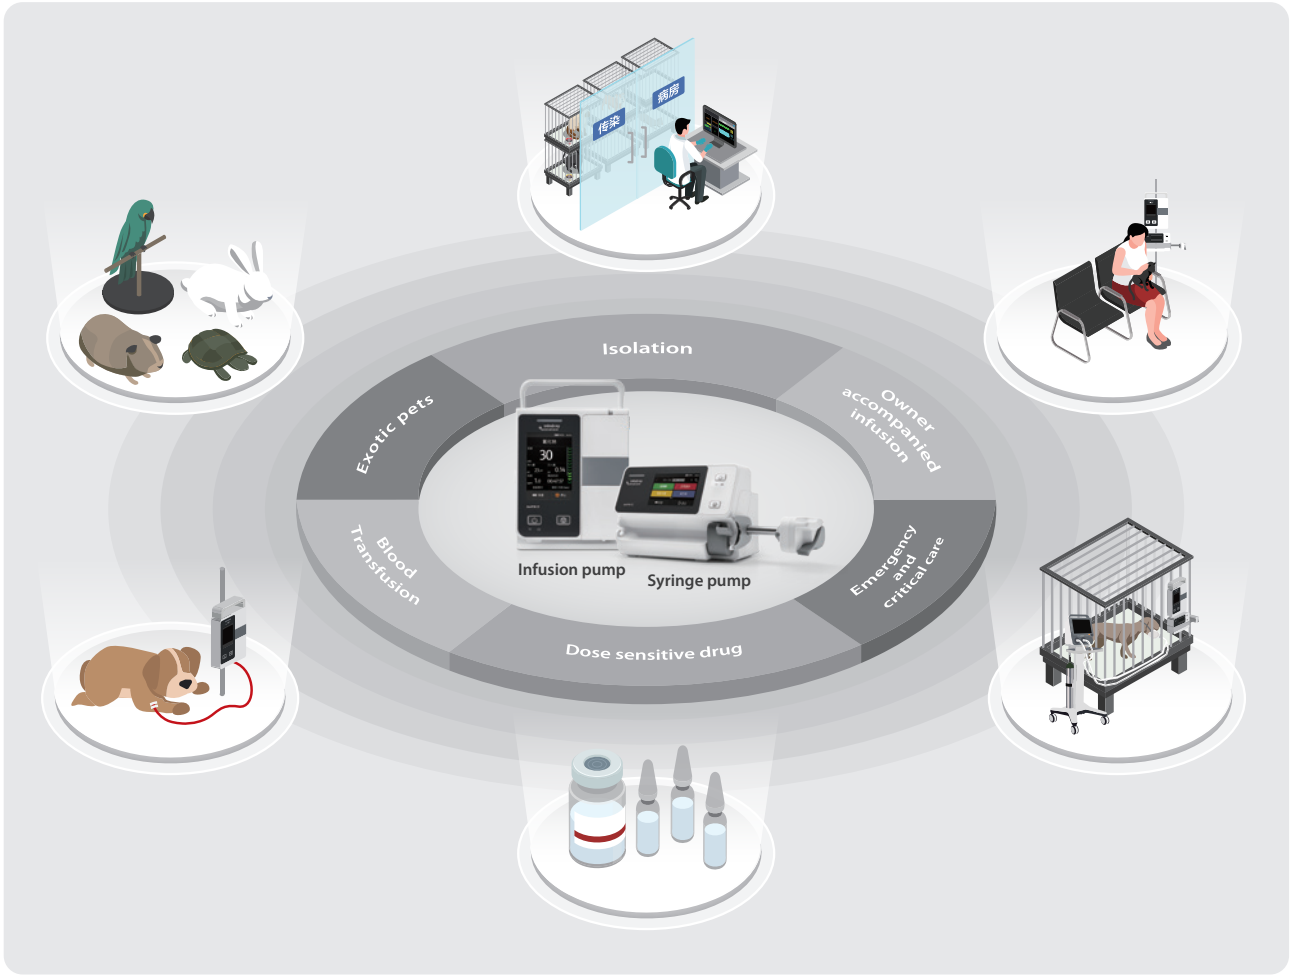 传染
病房
Isolation
Exotic pets
Owner
accompanied
infusion
30
Infusion pump
Syringe pump
Blood
Transfusion
Emergency
and
critical care
Dose sensitive drug